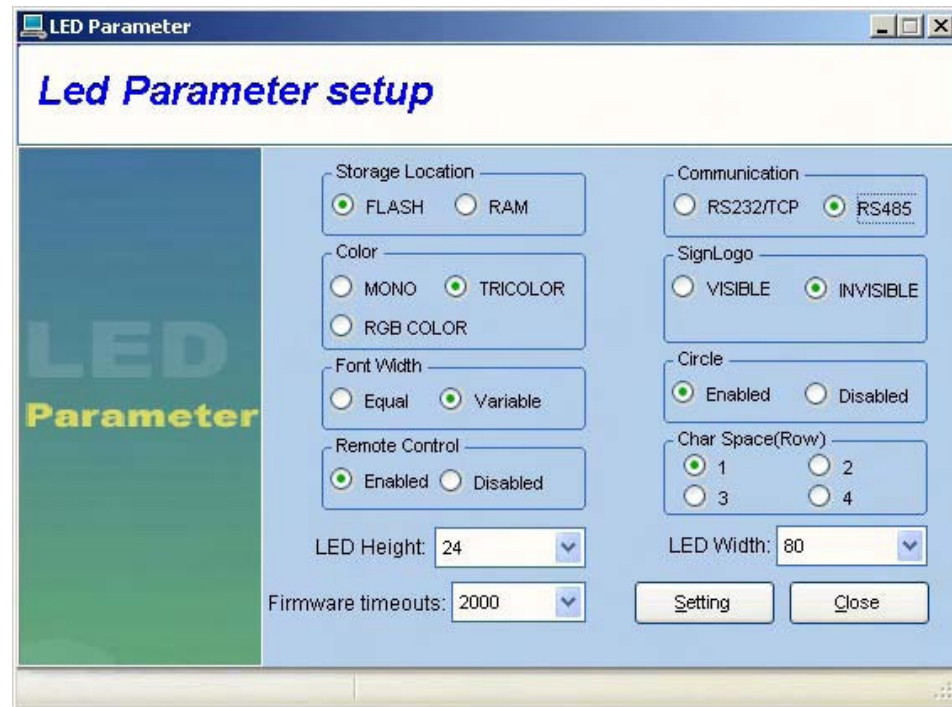 LED Parameter
Led Parameter setup
LED
Parameter
Storage Location
FLASH RAM
Color
MONO TRICOLOR
RGB COLOR
Font Width
Equal Variable
Remote Control
Enabled Disabled
LED Height: 24
Firmware timeouts: 2000
Communication
RS232/TCP RS485
SignLogo
VISIBLE INVISIBLE
Circle
Enabled Disabled
Char Space(Row)
1 2
3 4
LED Width: 80
Setting Close